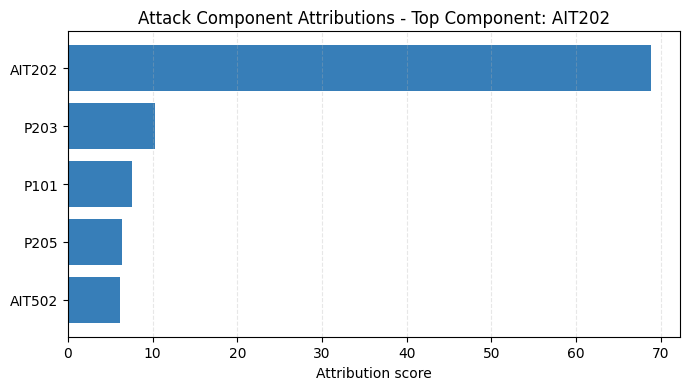 Attack Component Attributions - Top Component: AIT202
AIT202
P203
P101
P205
AIT502
0 10 20 30 40 50 60 70
Attribution score